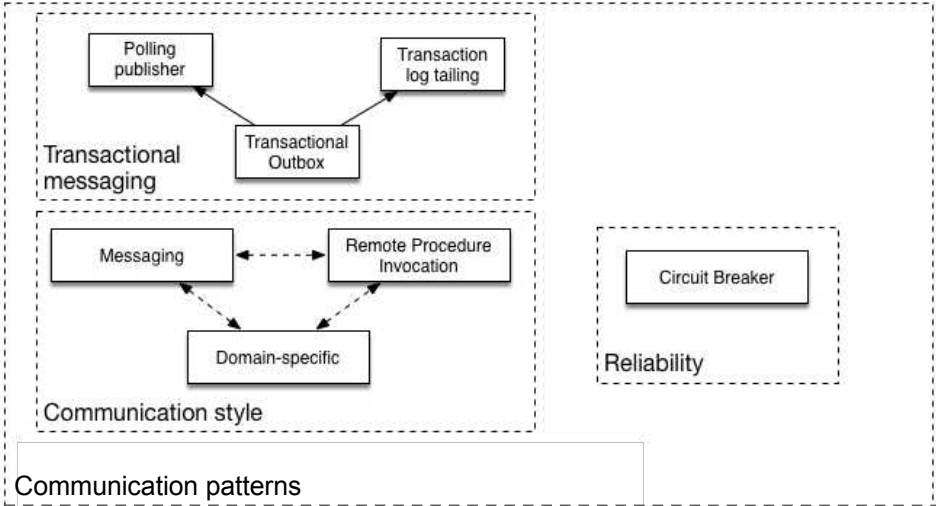 Polling
publisher
Transaction
log tailing
Transactional
Outbox
Transactional
messaging
Messaging
Remote Procedure
Invocation
Domain-specific
Communication style
Circuit Breaker
Reliability
Communication patterns